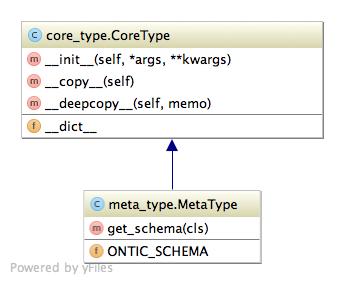 C core_type.CoreType
m __init__(self, *args, **kwargs)
m __copy__(self)
m __deepcopy__(self, memo)
f __dict__
C meta_type.MetaType
m get_schema(cls)
f ONTIC_SCHEMA
Powered by yFiles